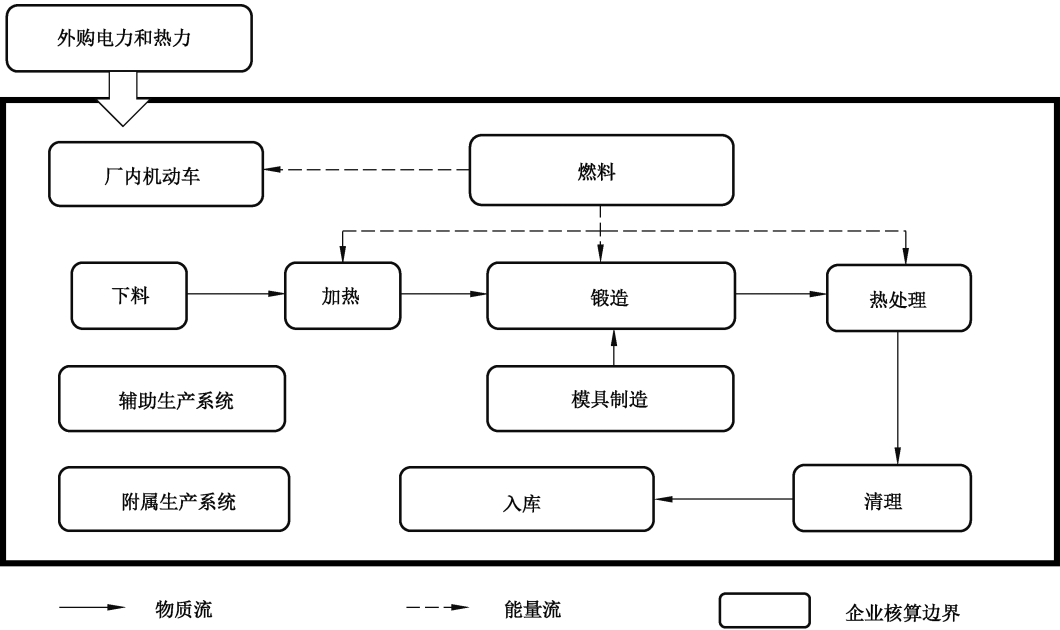 外购电力和热力
厂内机动车
燃料
下料
加热
锻造
热处理
辅助生产系统
模具制造
附属生产系统
入库
清理
物质流
能量流
企业核算边界